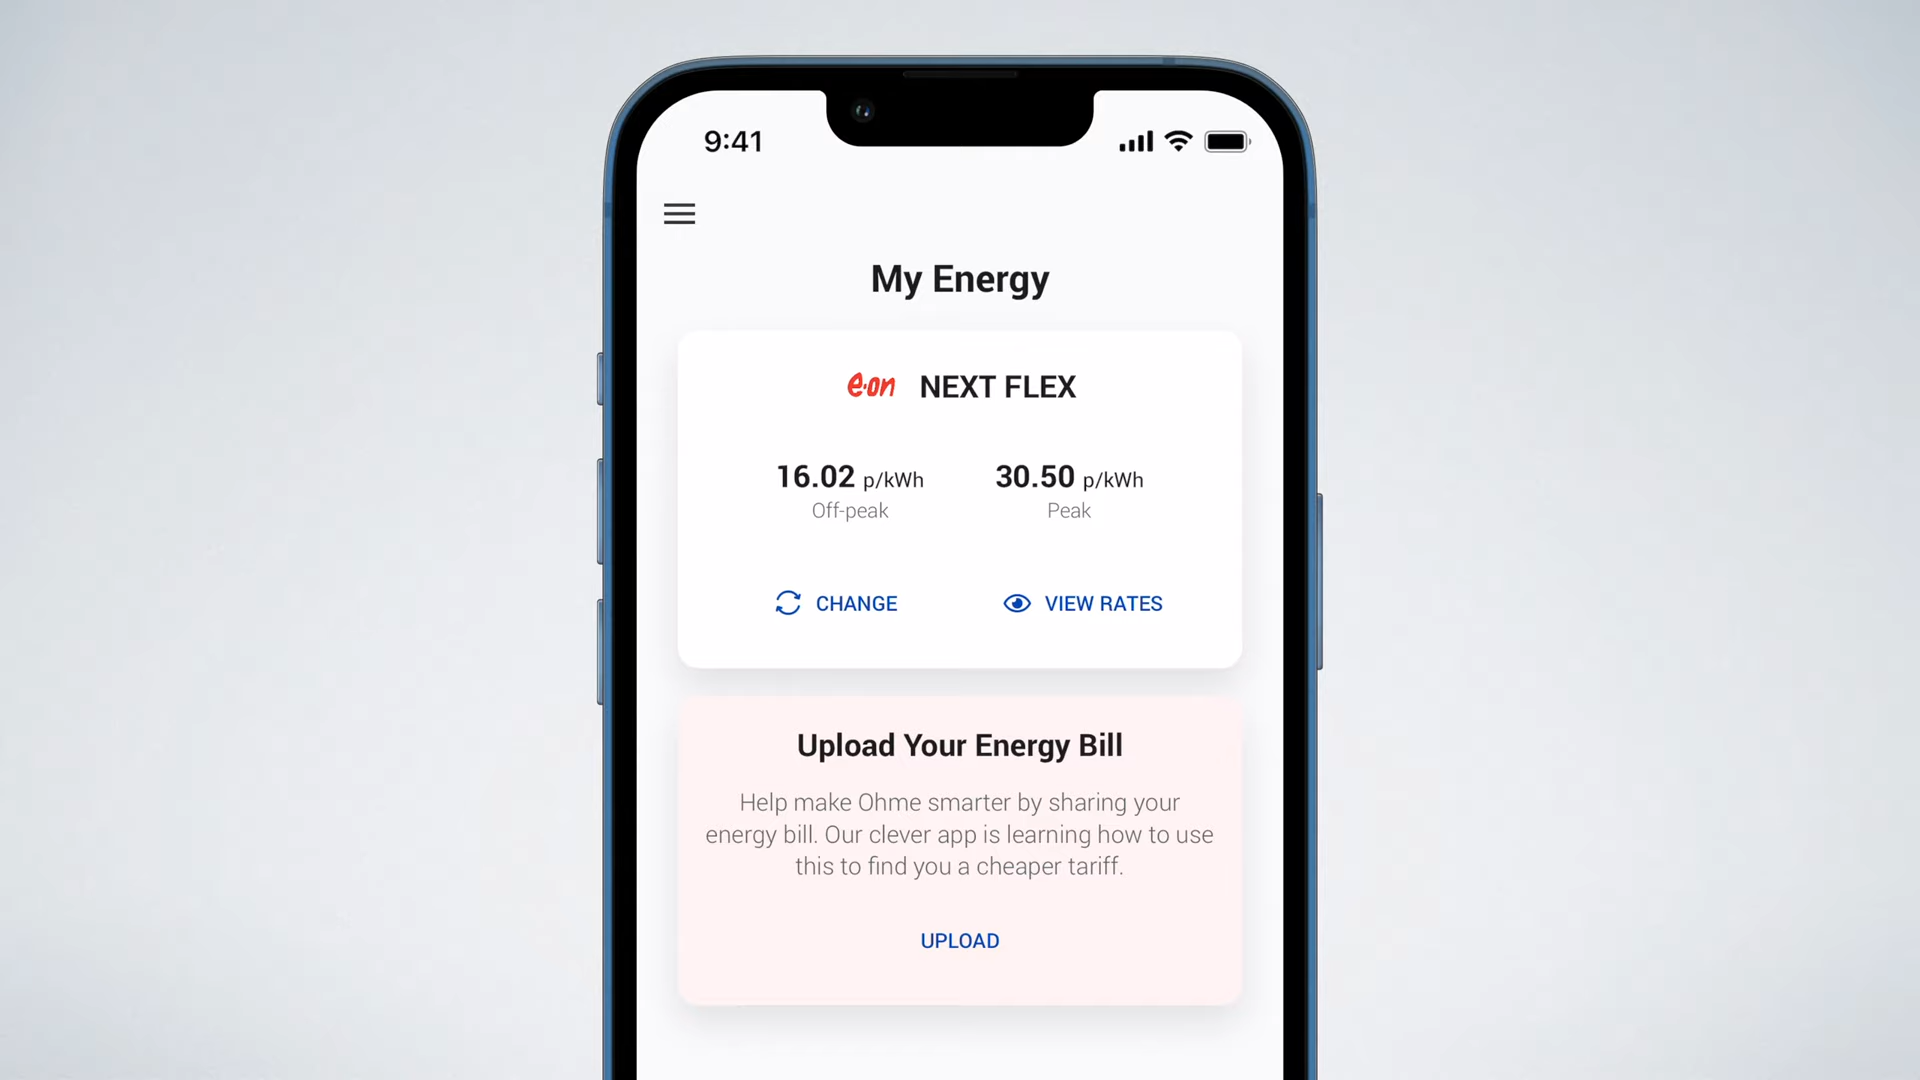 9:41
My Energy
e·on NEXT FLEX
16.02 p/kWh 30.50 p/kWh
Off-peak Peak
CHANGE VIEW RATES
Upload Your Energy Bill
Help make Ohme smarter by sharing your
energy bill. Our clever app is learning how to use
this to find you a cheaper tariff.
UPLOAD